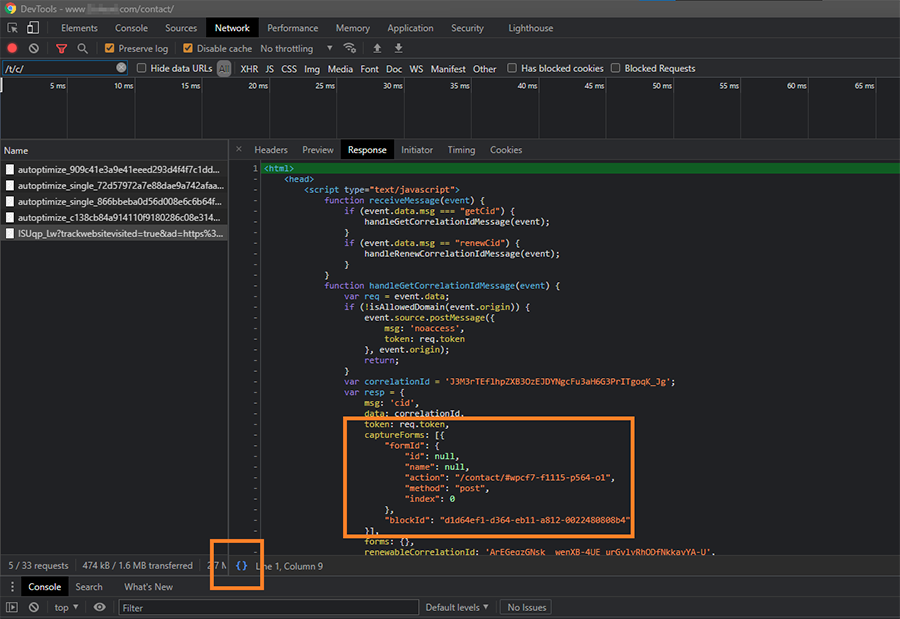 DevTools - www. .com/contact/
Elements Console Sources Network Performance Memory Application Security Lighthouse
Preserve log Disable cache No throttling
/t/c/ Hide data URLs All XHR JS CSS Img Media Font Doc WS Manifest Other Has blocked cookies Blocked Requests
5 ms 10 ms 15 ms 20 ms 25 ms 30 ms 35 ms 40 ms 45 ms 50 ms 55 ms 60 ms 65 ms
Name
autoptimize_909c41e3a9e41eeed293d4f4f7c1dd...
autoptimize_single_72d57972a7e88dae9a742afaa...
autoptimize_single_866bbeba0d56d008e6c6b64f...
autoptimize_c138cb84a914110f9180286c08e314...
lSUqp_Lw?trackwebsitevisited=true&ad=https%3...
× Headers Preview Response Initiator Timing Cookies
1 <html>
- <head>
- <script type="text/javascript">
- function receiveMessage(event) {
- if (event.data.msg === "getCid") {
- handleGetCorrelationIdMessage(event);
- }
- if (event.data.msg == "renewCid") {
- handleRenewCorrelationIdMessage(event);
- }
- }
- function handleGetCorrelationIdMessage(event) {
- var req = event.data;
- if (!isAllowedDomain(event.origin)) {
- event.source.postMessage({
- msg: 'noaccess',
- token: req.token
- }, event.origin);
- return;
- }
- var correlationId = 'J3M3rTEflhpZXB3OzEJDYNgcFu3aH6G3PrITgoqK_Jg';
- var resp = {
- msg: 'cid',
- data: correlationId,
- token: req.token,
- captureForms: [{
- "formId": {
- "id": null,
- "name": null,
- "action": "/contact/#wpcf7-f1115-p564-o1",
- "method": "post",
- "index": 0
- },
- "blockId": "d1d64ef1-d364-eb11-a812-0022480808b4"
- }],
- forms: {},
- renewableCorrelationId:
5 / 33 requests 474 kB / 1.6 MB transferred {} Line 1, Column 9
Console Search What's New
top Filter Default levels No Issues